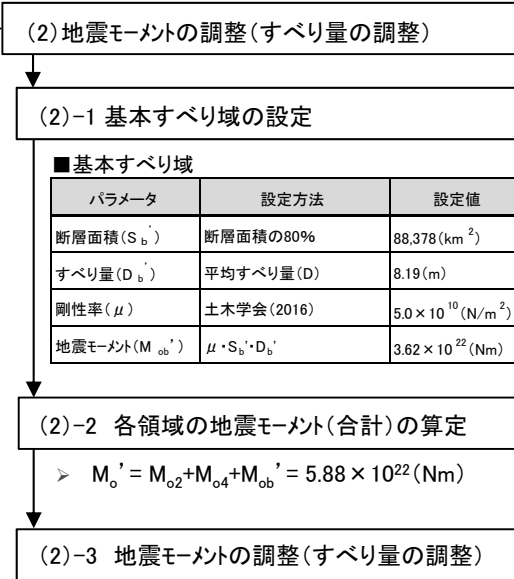 (2)地震モーメントの調整(すべり量の調整)
(2)-1 基本すべり域の設定
■基本すべり域
パラメータ 設定方法 設定値
断層面積(S b') 断層面積の80% 88,378(km 2)
すべり量(D b') 平均すべり量(D) 8.19(m)
剛性率(μ) 土木学会(2016) 5.0×10 10(N/m 2)
地震モーメント(M ob') μ・Sb'・Db' 3.62×10 22(Nm)
(2)-2 各領域の地震モーメント(合計)の算定
➢ Mo'= Mo2+Mo4+Mob'= 5.88×1022(Nm)
(2)-3 地震モーメントの調整(すべり量の調整)